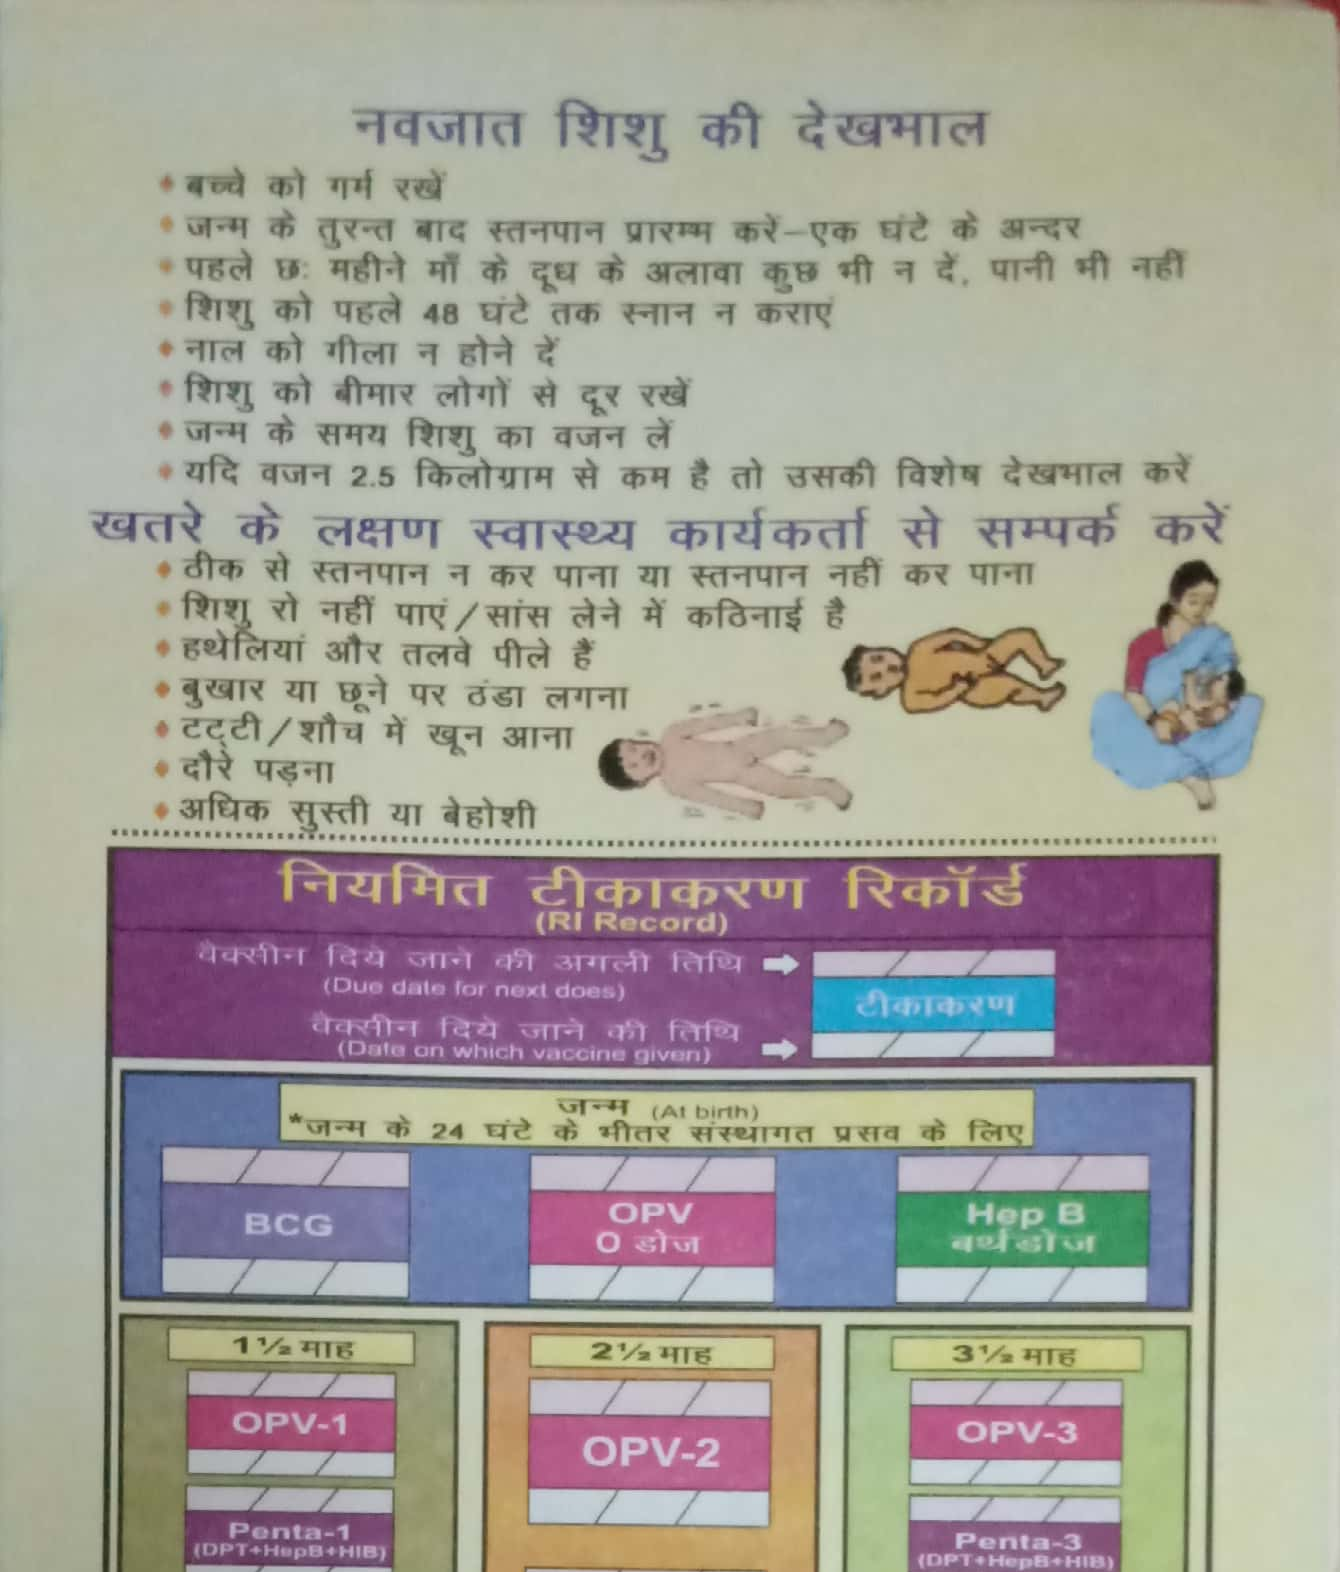 नवजात शिशु की देखभाल
बच्चे को गर्म रखें
जन्म के तुरन्त बाद स्तनपान प्रारम्भ करें–एक घंटे के अन्दर
पहले छः महीने माँ के दूध के अलावा कुछ भी न दें, पानी भी नहीं
शिशु को पहले 48 घंटे तक स्नान न कराएं
नाल को गीला न होने दें
शिशु को बीमार लोगों से दूर रखें
जन्म के समय शिशु का वजन लें
यदि वजन 2.5 किलोग्राम से कम है तो उसकी विशेष देखभाल करें
खतरे के लक्षण स्वास्थ्य कार्यकर्ता से सम्पर्क करें
ठीक से स्तनपान न कर पाना या स्तनपान नहीं कर पाना
शिशु रो नहीं पाएं/सांस लेने में कठिनाई है
हथेलियां और तलवे पीले हैं
बुखार या छूने पर ठंडा लगना
टट्टी/शौच में खून आना
दौरे पड़ना
अधिक सुस्ती या बेहोशी
नियमित टीकाकरण रिकॉर्ड
(RI Record)
वैक्सीन दिये जाने की अगली तिथि
(Due date for next does)
टीकाकरण
वैक्सीन दिये जाने की तिथि
(Date on which vaccine given)
जन्म (At birth)
*जन्म के 24 घंटे के भीतर संस्थागत प्रसव के लिए
BCG
OPV
0 डोज
Hep B
बर्थडोज
1½ माह
2½ माह
3½ माह
OPV-1
OPV-2
OPV-3
Penta-1
(DPT+HepB+HIB)
Penta-3
(DPT+HepB+HIB)